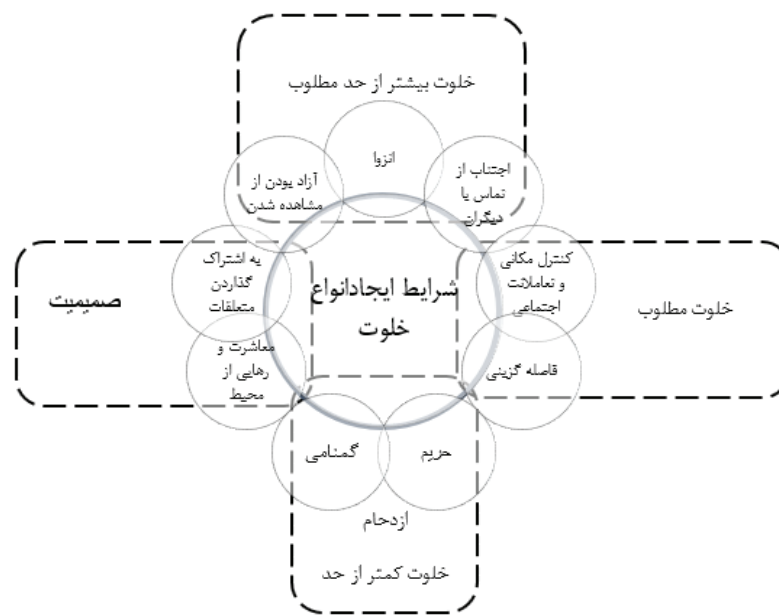 خلوت بیشتر از حد مطلوب
انزوا
اجتناب از
تماس یا
دیگران
آزاد بودن از
مشاهده شدن
کنترل مکانی
و تعاملات
اجتماعی
خلوت مطلوب
فاصله گزینی
شرایط ایجادانواع
خلوت
به اشتراک
گذاردن
متعلقات
صمیمیت
معاشرت و
رهایی از
محیط
حریم
گمنامی
ازدحام
خلوت کمتر از حد